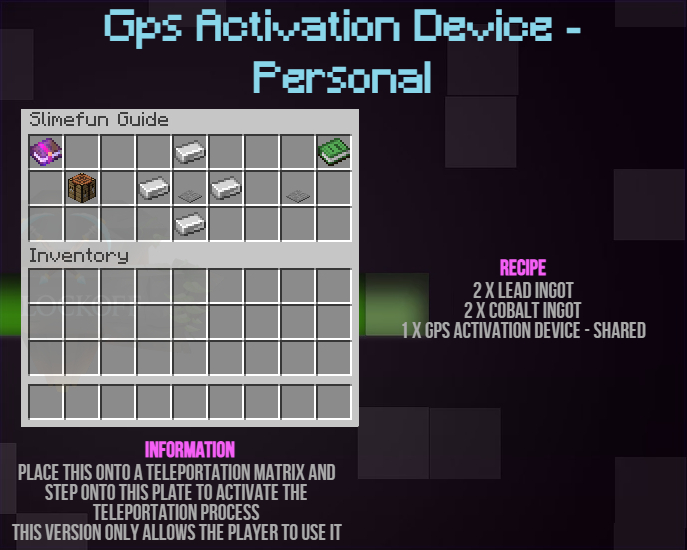 Gps Activation Device -
Personal
Slimefun Guide
Inventory
LOCKOFF
RECIPE
2 X LEAD INGOT
2 X COBALT INGOT
1 X GPS ACTIVATION DEVICE - SHARED
INFORMATION
PLACE THIS ONTO A TELEPORTATION MATRIX AND
STEP ONTO THIS PLATE TO ACTIVATE THE
TELEPORTATION PROCESS
THIS VERSION ONLY ALLOWS THE PLAYER TO USE IT